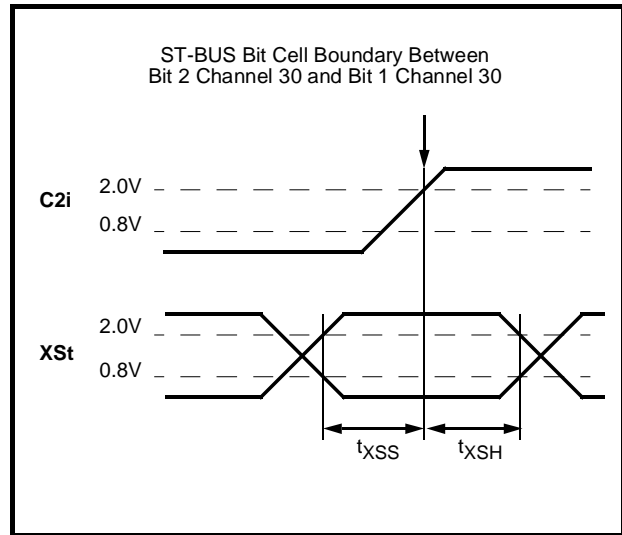 ST-BUS Bit Cell Boundary Between
Bit 2 Channel 30 and Bit 1 Channel 30
C2i
2.0V
0.8V
XSt
2.0V
0.8V
tXSS
tXSH